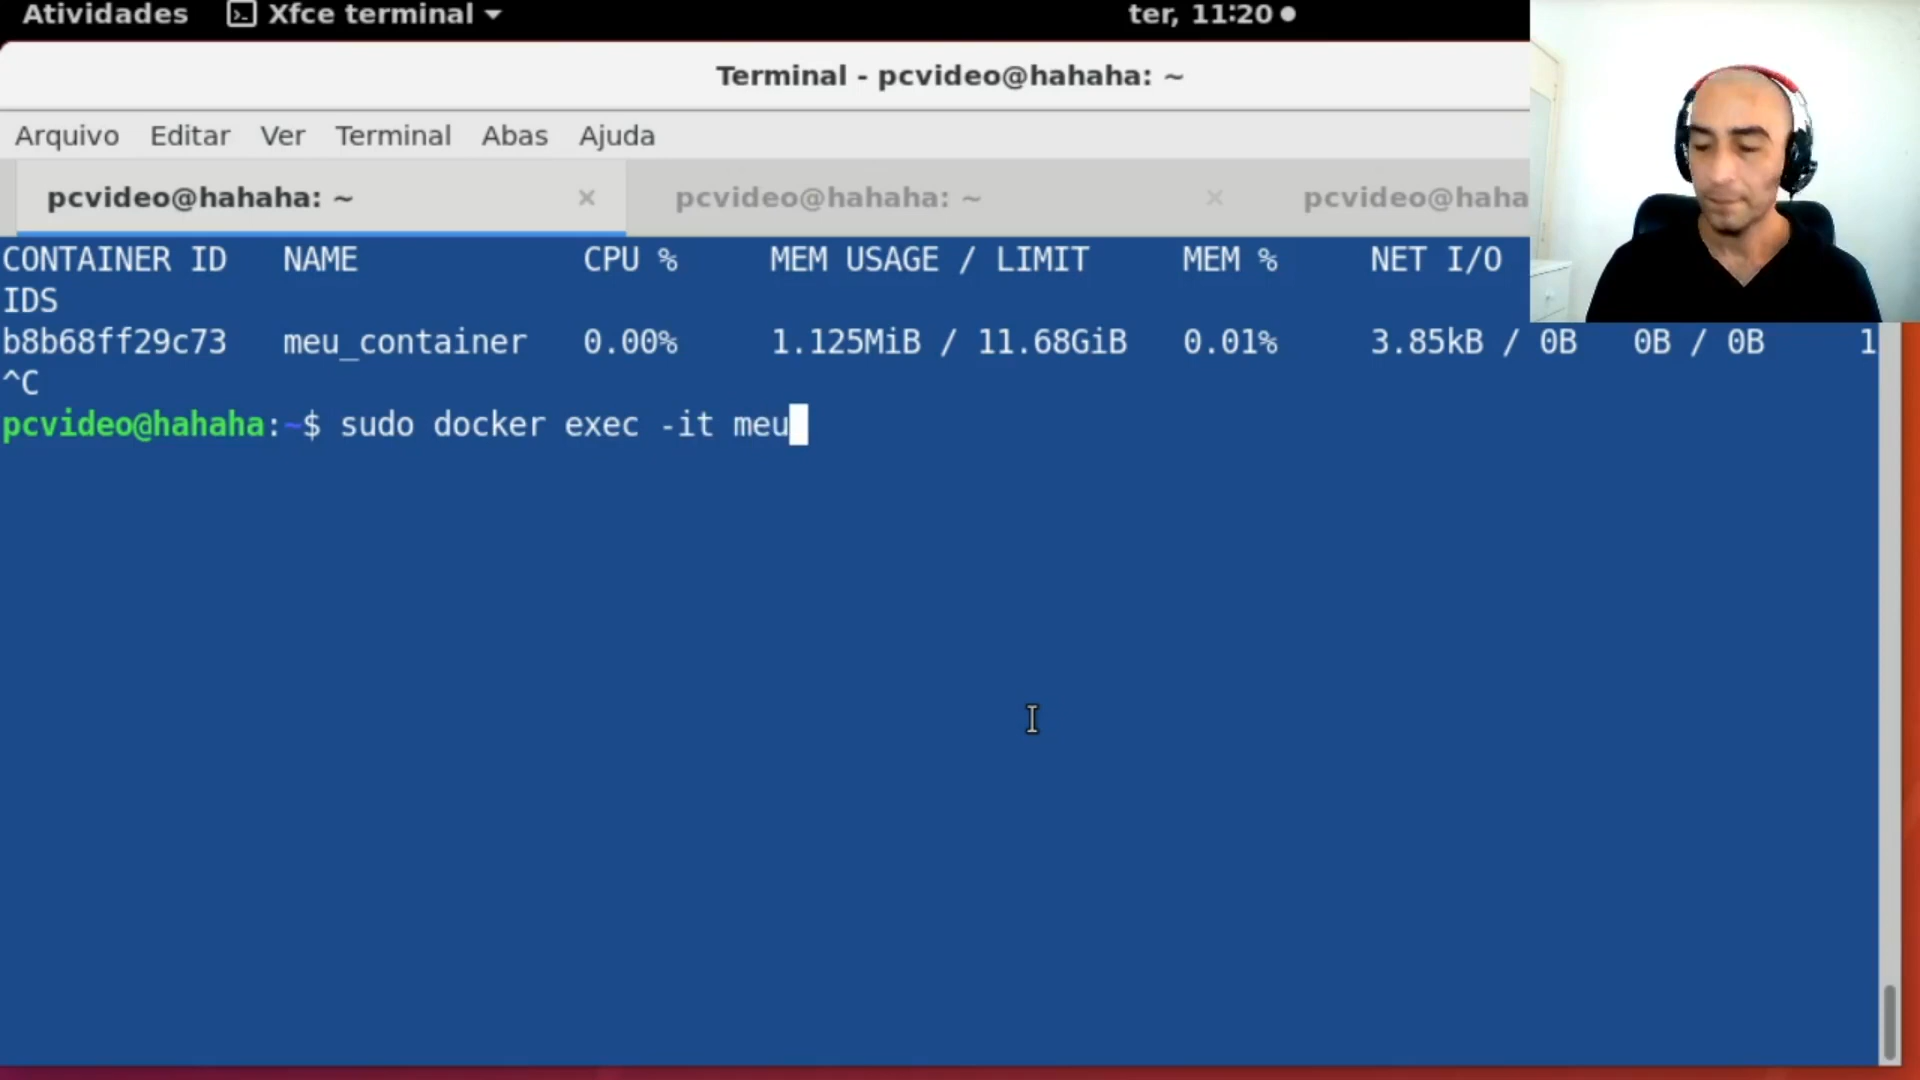 Atividades Xfce terminal ter, 11:20
Terminal - pcvideo@hahaha: ~
Arquivo Editar Ver Terminal Abas Ajuda
pcvideo@hahaha: ~ × pcvideo@hahaha: ~ × pcvideo@haha
CONTAINER ID NAME CPU % MEM USAGE / LIMIT MEM % NET I/O
IDS
b8b68ff29c73 meu_container 0.00% 1.125MiB / 11.68GiB 0.01% 3.85kB / 0B 0B / 0B 1
^C
pcvideo@hahaha:~$ sudo docker exec -it meu